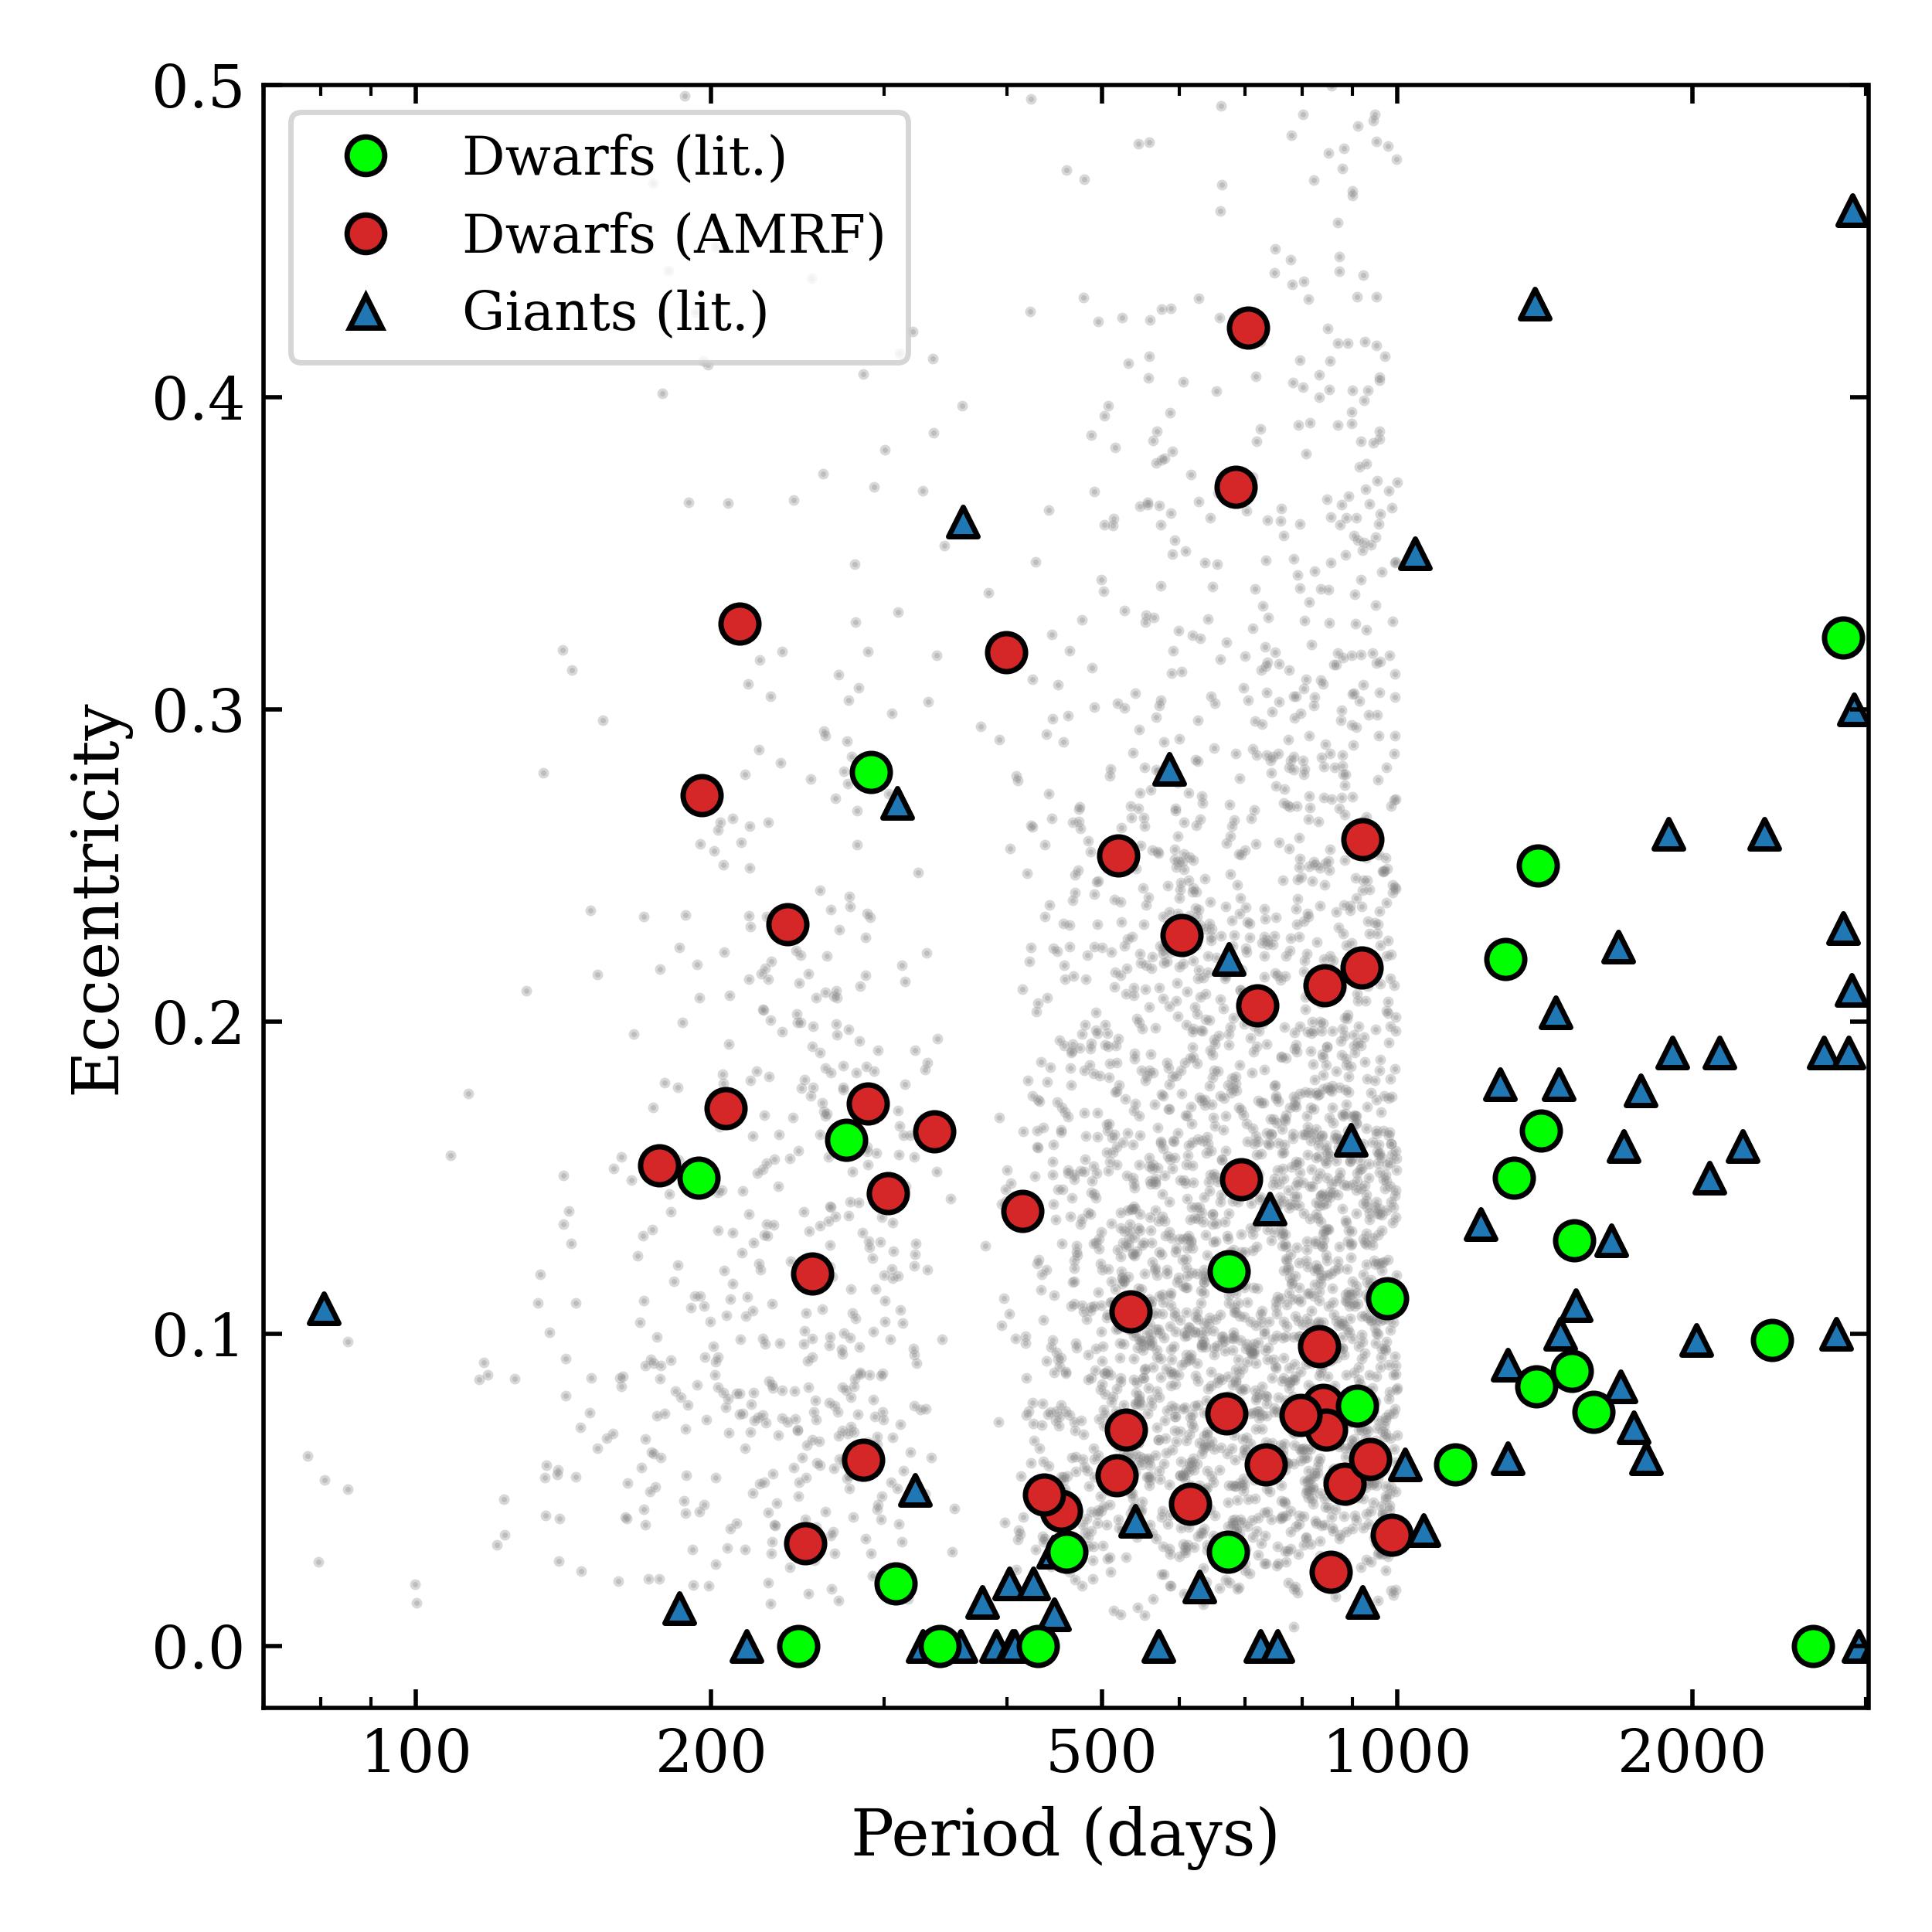 0.5
0.4
0.3
0.2
0.1
0.0
Eccentricity
Dwarfs (lit.)
Dwarfs (AMRF)
Giants (lit.)
100 200 500 1000 2000
Period (days)